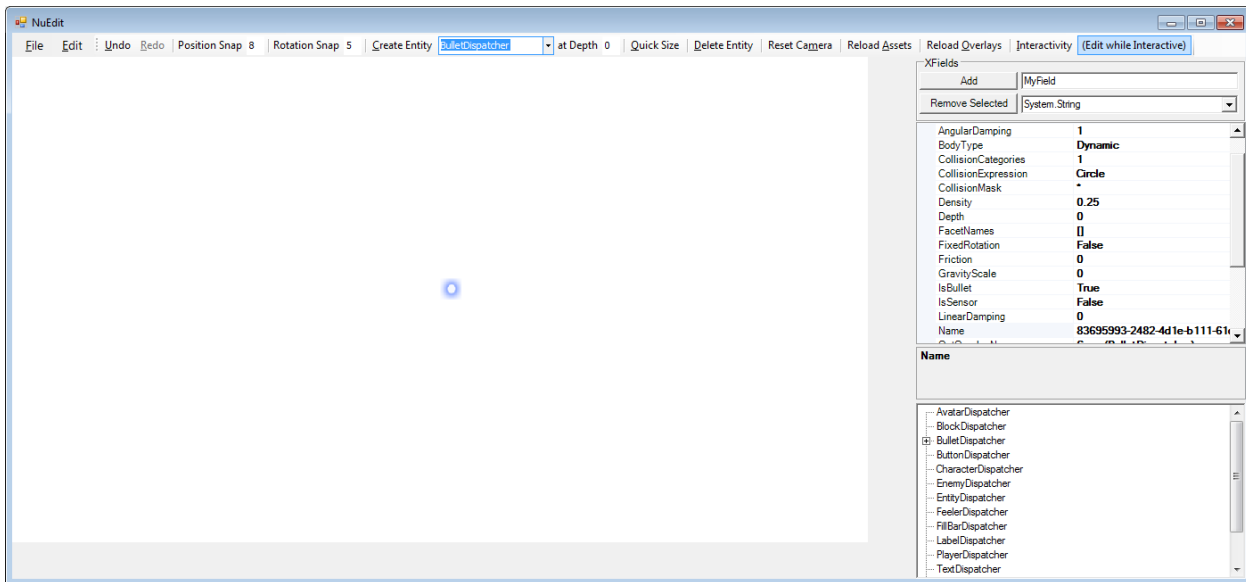 NuEdit
File Edit Undo Redo Position Snap 8 Rotation Snap 5 Create Entity BulletDispatcher at Depth 0 Quick Size Delete Entity Reset Camera Reload Assets Reload Overlays Interactivity (Edit while Interactive)
XFields
Add MyField
Remove Selected System.String
AngularDamping 1
BodyType Dynamic
CollisionCategories 1
CollisionExpression Circle
CollisionMask *
Density 0.25
Depth 0
FacetNames []
FixedRotation False
Friction 0
GravityScale 0
IsBullet True
IsSensor False
LinearDamping 0
Name 83695993-2482-4d1e-b111-61
Name
AvatarDispatcher
BlockDispatcher
BulletDispatcher
ButtonDispatcher
CharacterDispatcher
EnemyDispatcher
EntityDispatcher
FeelerDispatcher
FillBarDispatcher
LabelDispatcher
PlayerDispatcher
TextDispatcher